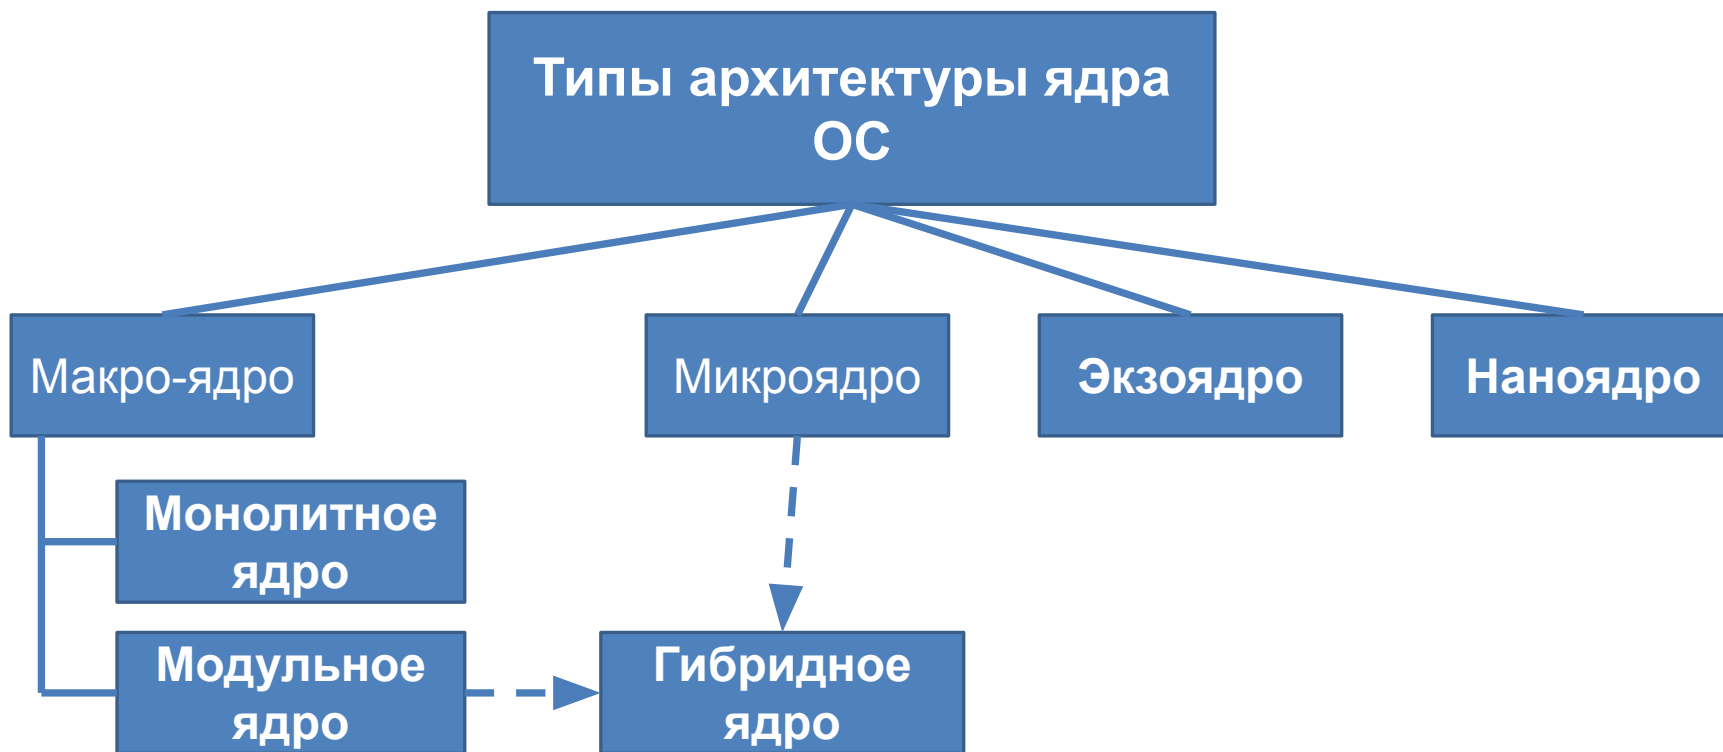 Типы архитектуры ядра
ОС
Макро-ядро
Микроядро
Экзоядро
Наноядро
Монолитное
ядро
Модульное
ядро
Гибридное
ядро